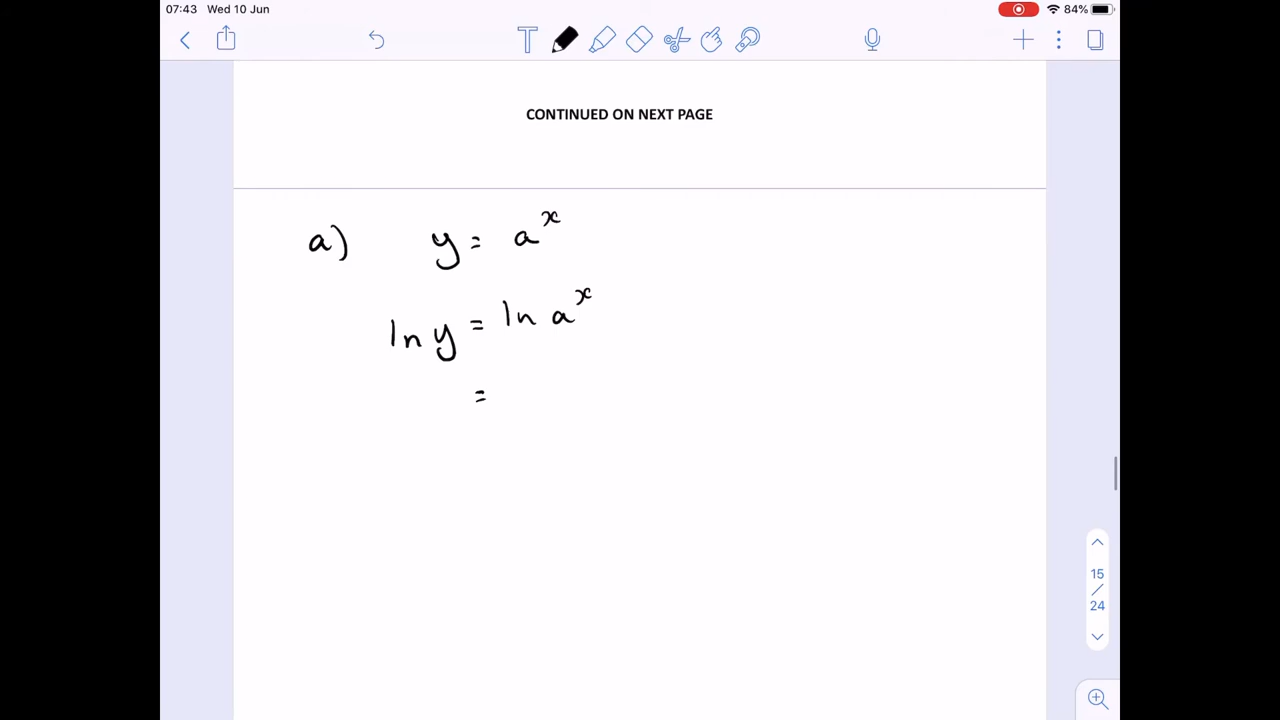 07:43 Wed 10 Jun 84%
T
CONTINUED ON NEXT PAGE
a) y = a^x
ln y = ln a^x
=
15
/
24